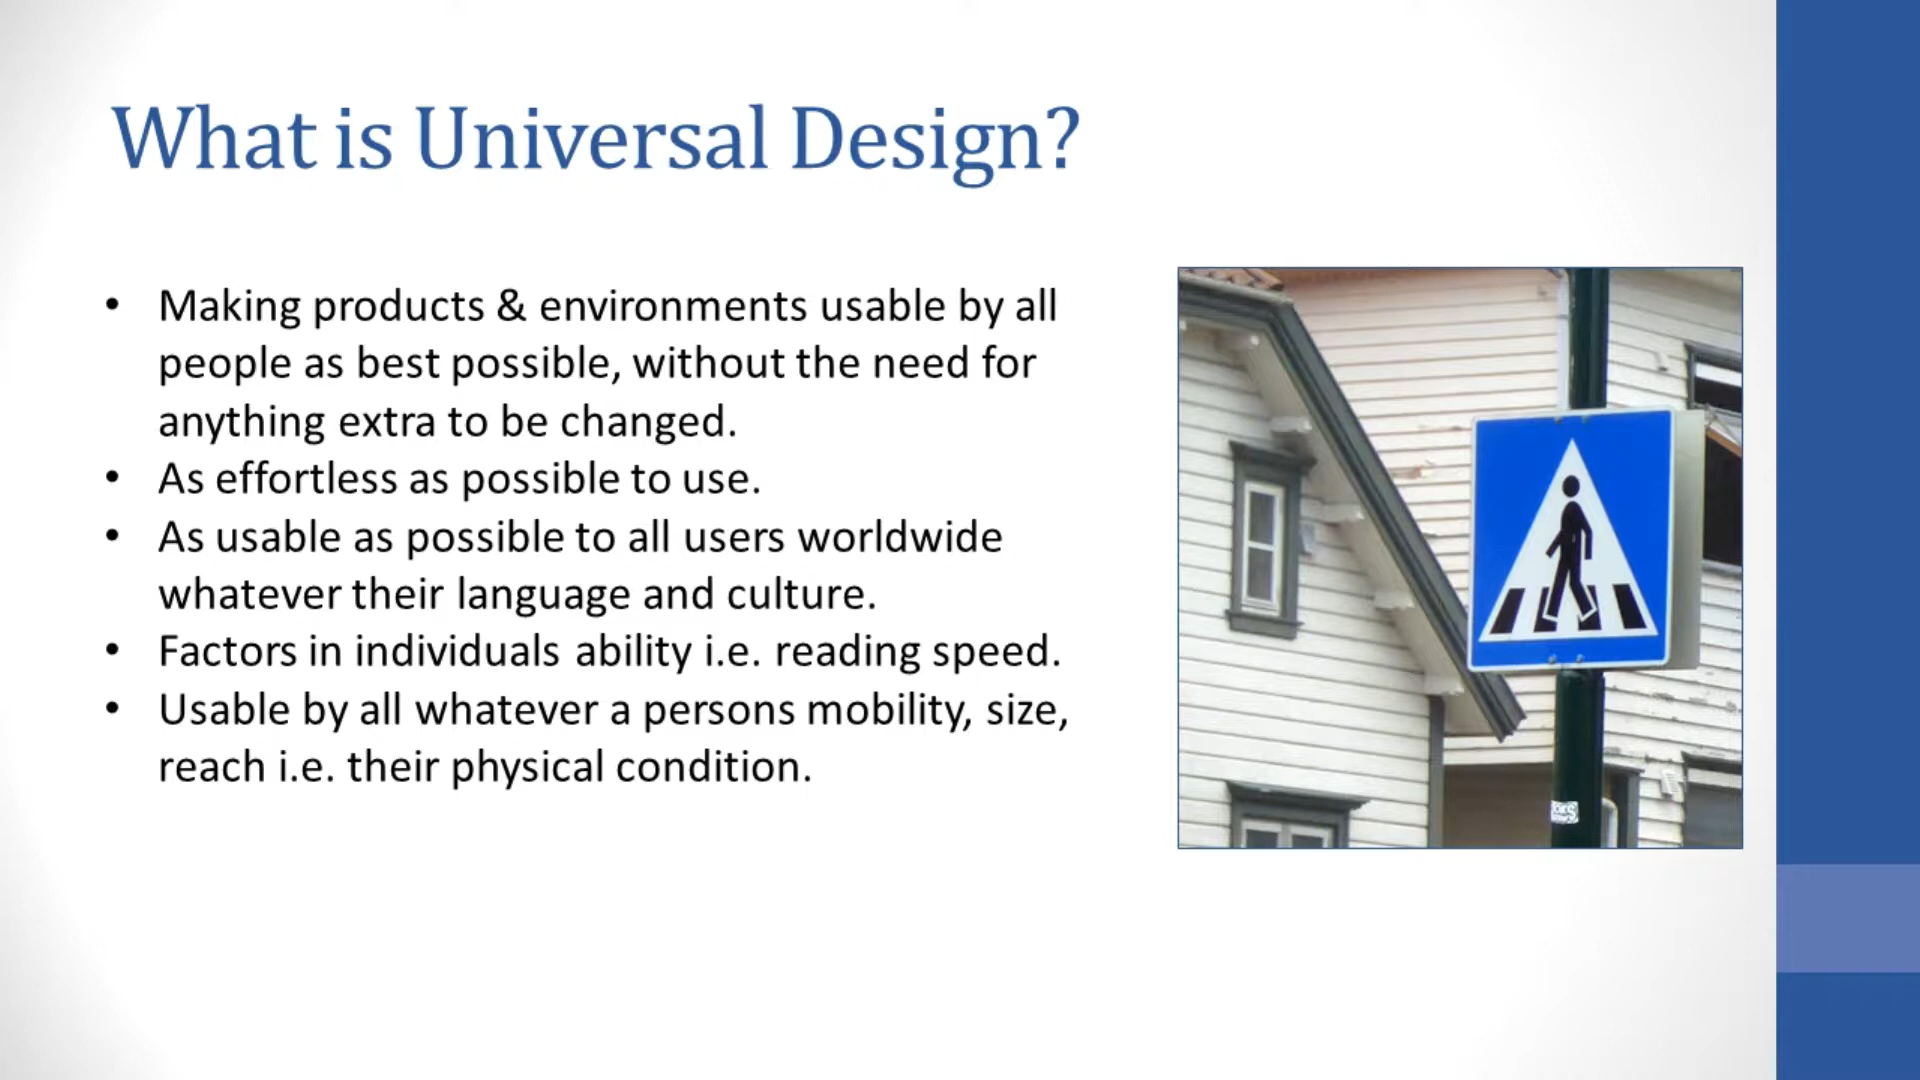 What is Universal Design?
• Making products & environments usable by all
people as best possible, without the need for
anything extra to be changed.
• As effortless as possible to use.
• As usable as possible to all users worldwide
whatever their language and culture.
• Factors in individuals ability i.e. reading speed.
• Usable by all whatever a persons mobility, size,
reach i.e. their physical condition.